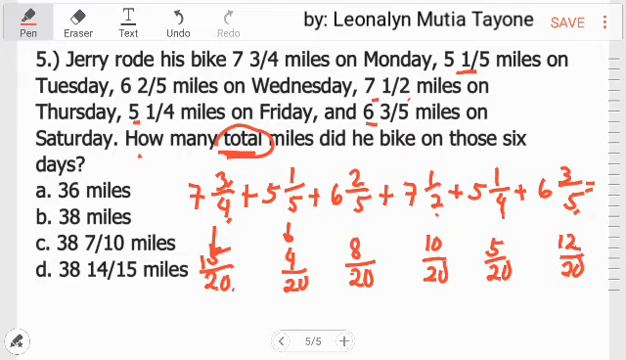 by: Leonalyn Mutia Tayone
SAVE
Pen Eraser Text Undo Redo
5.) Jerry rode his bike 7 3/4 miles on Monday, 5 1/5 miles on
Tuesday, 6 2/5 miles on Wednesday, 7 1/2 miles on
Thursday, 5 1/4 miles on Friday, and 6 3/5 miles on
Saturday. How many total miles did he bike on those six
days?
a. 36 miles
7 3/4 + 5 1/5 + 6 2/5 + 7 1/2 + 5 1/4 + 6 3/5 =
b. 38 miles
c. 38 7/10 miles
d. 38 14/15 miles
15/20 4/20 8/20 10/20 5/20 12/20
< 5/5 >